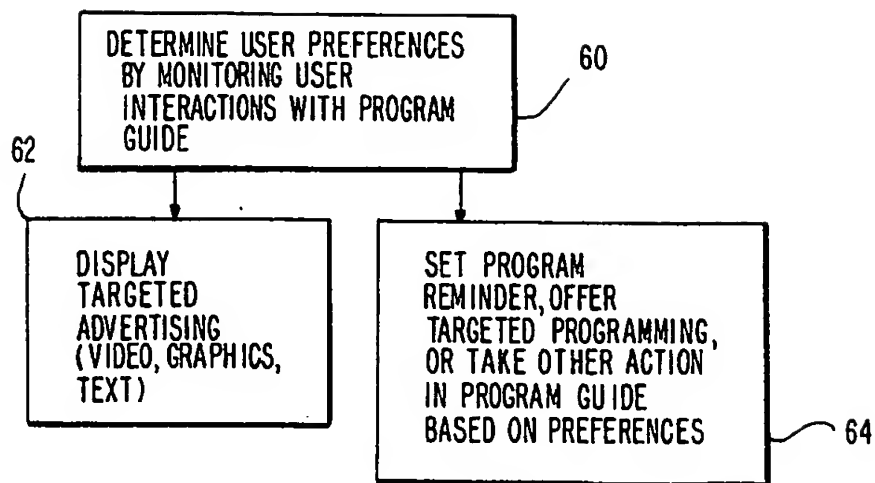 DETERMINE USER PREFERENCES
BY MONITORING USER
INTERACTIONS WITH PROGRAM
GUIDE
60
62
DISPLAY
TARGETED
ADVERTISING
(VIDEO, GRAPHICS,
TEXT)
SET PROGRAM
REMINDER, OFFER
TARGETED PROGRAMMING,
OR TAKE OTHER ACTION
IN PROGRAM GUIDE
BASED ON PREFERENCES
64